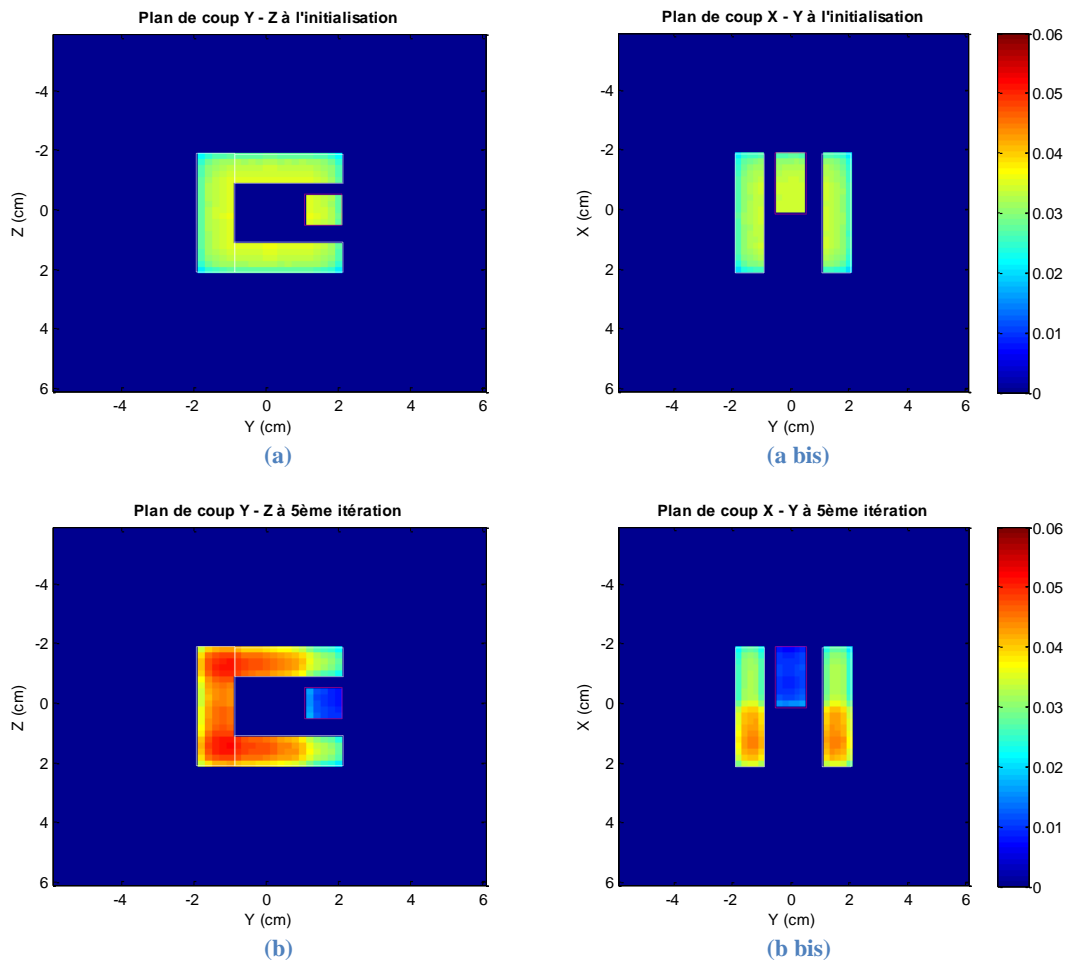 Plan de coup Y - Z à l'initialisation
-4
-2
0
2
4
6
Z (cm)
-4 -2 0 2 4 6
Y (cm)
(a)
Plan de coup X - Y à l'initialisation
-4
-2
0
2
4
6
X (cm)
-4 -2 0 2 4 6
Y (cm)
(a bis)
0.06
0.05
0.04
0.03
0.02
0.01
0
Plan de coup Y - Z à 5ème itération
-4
-2
0
2
4
6
Z (cm)
-4 -2 0 2 4 6
Y (cm)
(b)
Plan de coup X - Y à 5ème itération
-4
-2
0
2
4
6
X (cm)
-4 -2 0 2 4 6
Y (cm)
(b bis)
0.06
0.05
0.04
0.03
0.02
0.01
0